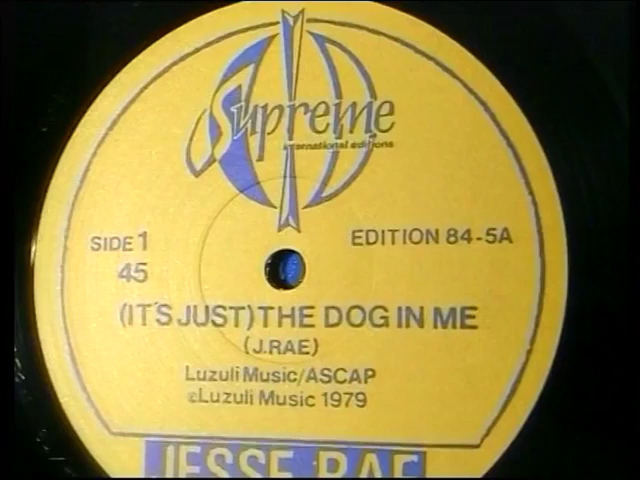 Supreme
international editions
SIDE 1
EDITION 84-5A
45
(IT'S JUST) THE DOG IN ME
(J.RAE)
Luzuli Music/ASCAP
©Luzuli Music 1979
JESSE RAE